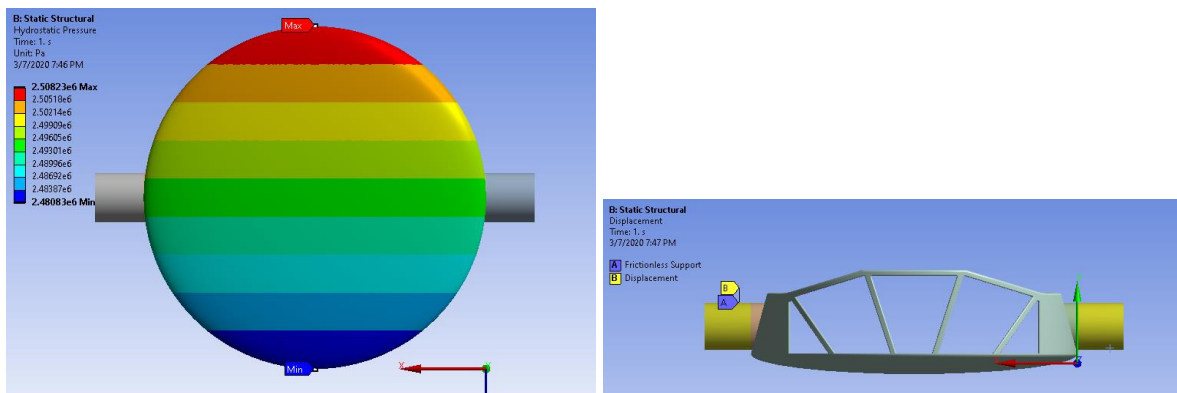 B: Static Structural
Hydrostatic Pressure
Time: 1. s
Unit: Pa
3/7/2020 7:46 PM
2.50823e6 Max
2.50518e6
2.50214e6
2.49909e6
2.49605e6
2.49301e6
2.48996e6
2.48692e6
2.48387e6
2.48083e6 Min
Max
Min
X
B: Static Structural
Displacement
Time: 1. s
3/7/2020 7:47 PM
A Frictionless Support
B Displacement
B
A